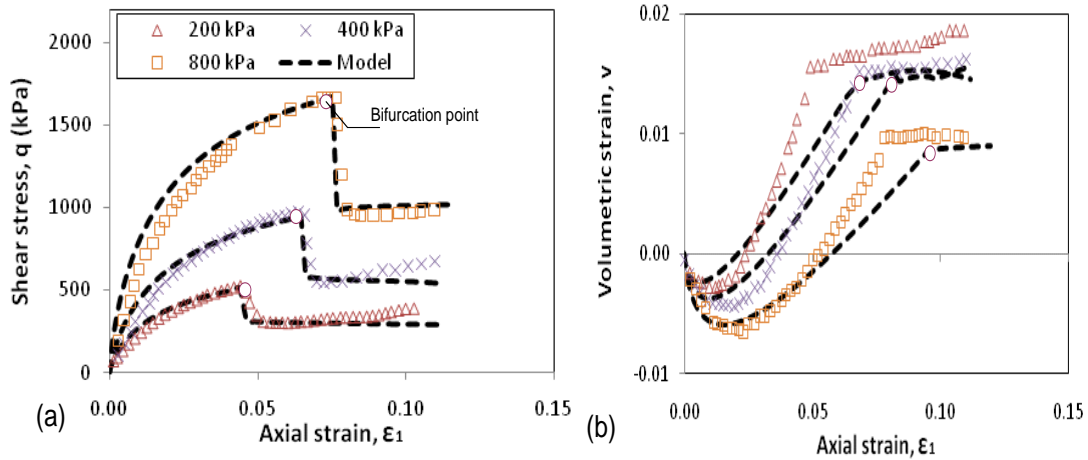 200 kPa
400 kPa
800 kPa
Model
Bifurcation point
2000
1500
1000
500
0
0.00
0.05
0.10
0.15
Shear stress, q (kPa)
Axial strain, ε1
(a)
0.02
0.01
0.00
-0.01
0.00
0.05
0.10
0.15
Volumetric strain, v
Axial strain, ε1
(b)